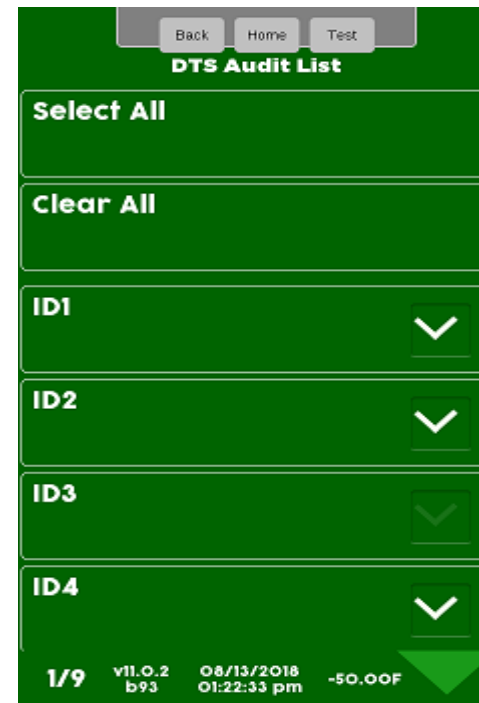 Back Home Test
DTS Audit List
Select All
Clear All
ID1
ID2
ID3
ID4
1/9 v11.0.2 08/13/2018 -50.00F
b93 01:22:33 pm